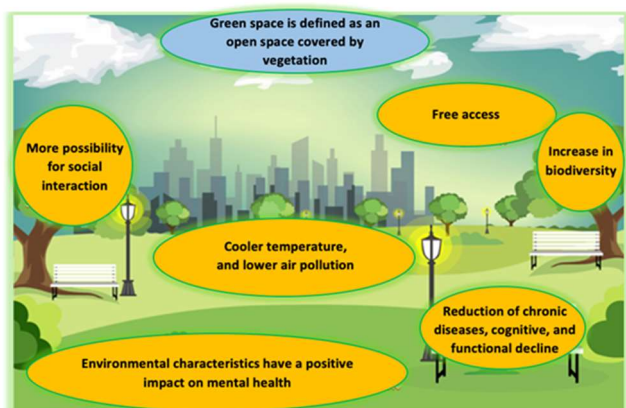 Green space is defined as an
open space covered by
vegetation
Free access
More possibility
for social
interaction
Increase in
biodiversity
Cooler temperature,
and lower air pollution
Reduction of chronic
diseases, cognitive, and
functional decline
Environmental characteristics have a positive
impact on mental health